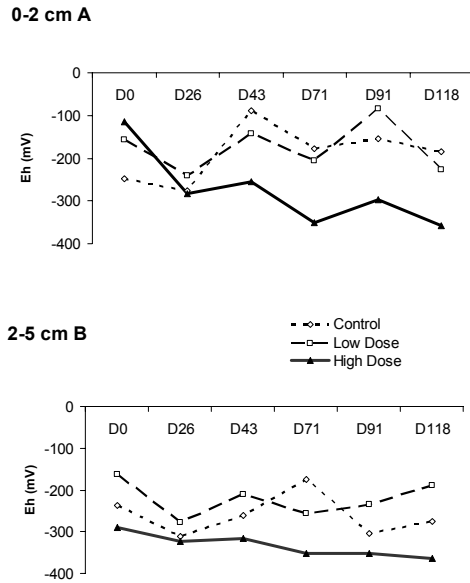 0-2 cm A
0
D0 D26 D43 D71 D91 D118
-100
-200
-300
-400
Eh (mV)
2-5 cm B
Control
Low Dose
High Dose
0
D0 D26 D43 D71 D91 D118
-100
-200
-300
-400
Eh (mV)